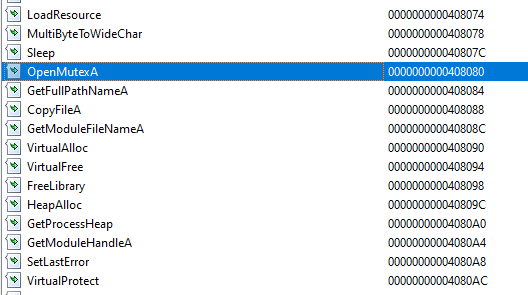 LoadResource 0000000000408074
MultiByteToWideChar 0000000000408078
Sleep 000000000040807C
OpenMutexA 0000000000408080
GetFullPathNameA 0000000000408084
CopyFileA 0000000000408088
GetModuleFileNameA 000000000040808C
VirtualAlloc 0000000000408090
VirtualFree 0000000000408094
FreeLibrary 0000000000408098
HeapAlloc 000000000040809C
GetProcessHeap 00000000004080A0
GetModuleHandleA 00000000004080A4
SetLastError 00000000004080A8
VirtualProtect 00000000004080AC